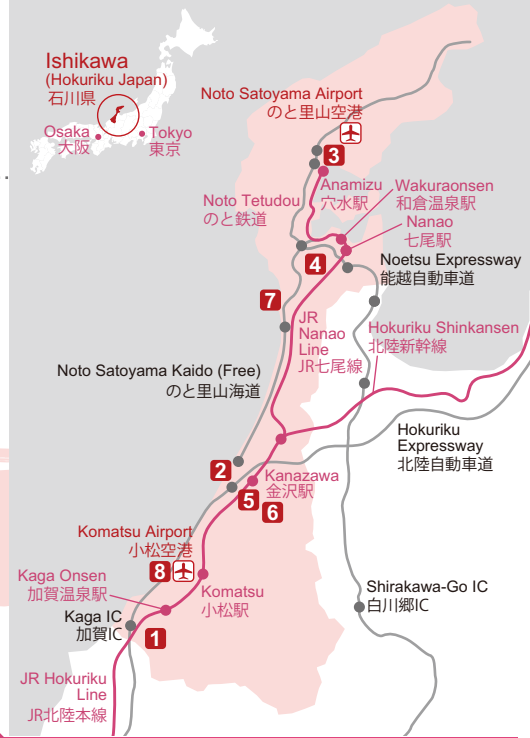 Ishikawa
(Hokuriku Japan)
石川県
Osaka
大阪
Tokyo
東京
Noto Satoyama Airport
のと里山空港
3
Anamizu
穴水駅
Wakuraonsen
和倉温泉駅
Noto Tetudou
のと鉄道
Nanao
七尾駅
4
Noetsu Expressway
能越自動車道
7
JR
Nanao
Line
JR七尾線
Hokuriku Shinkansen
北陸新幹線
Noto Satoyama Kaido (Free)
のと里山海道
Hokuriku
Expressway
北陸自動車道
2
Kanazawa
金沢駅
5
6
Komatsu Airport
小松空港
8
Kaga Onsen
加賀温泉駅
Komatsu
小松駅
Shirakawa-Go IC
白川郷IC
Kaga IC
加賀IC
1
JR Hokuriku
Line
JR北陸本線